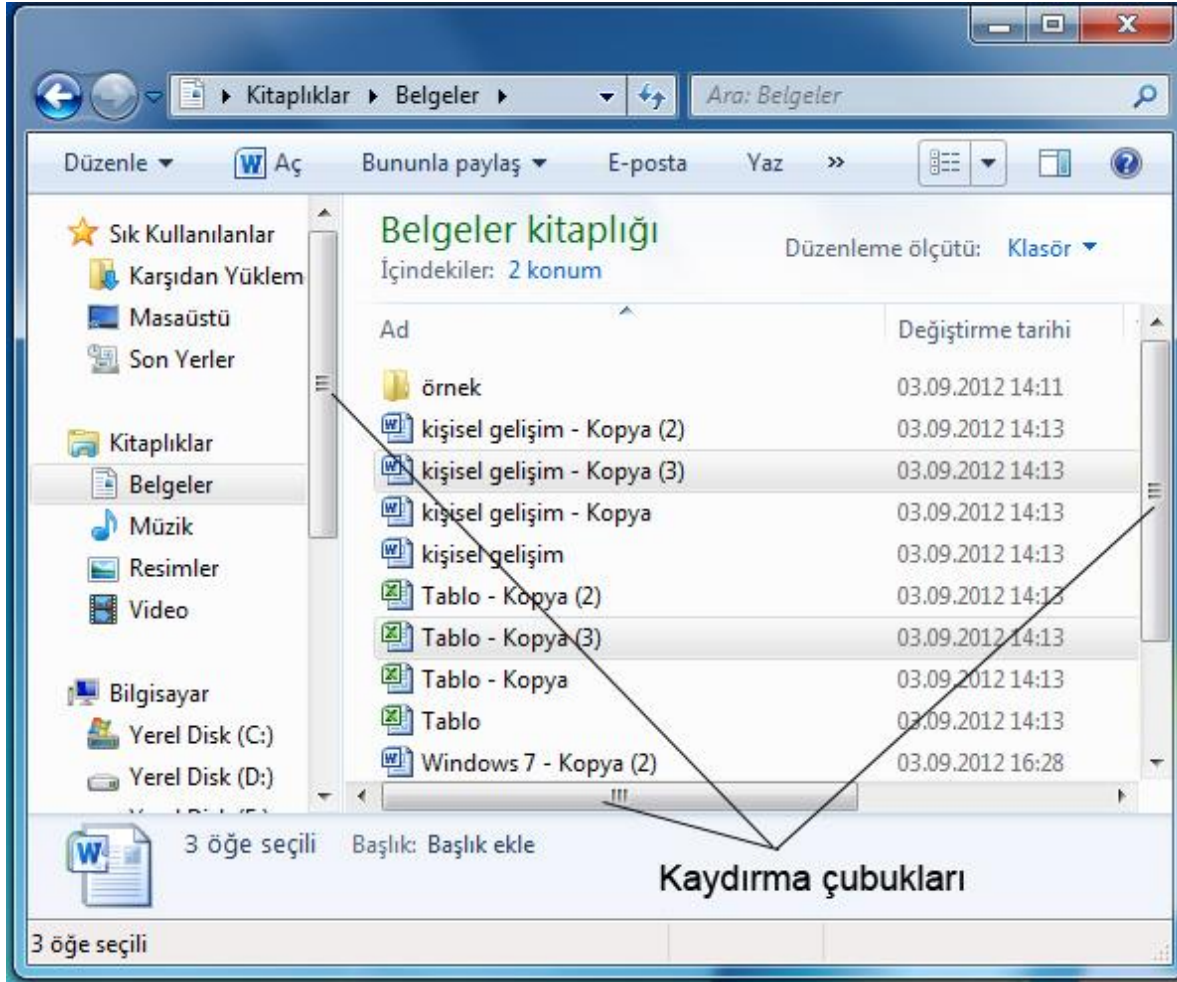 Kitaplıklar Belgeler Ara: Belgeler
Düzenle Aç Bununla paylaş E-posta Yaz »
Sık Kullanılanlar
Karşıdan Yüklem
Masaüstü
Son Yerler
Kitaplıklar
Belgeler
Müzik
Resimler
Video
Bilgisayar
Yerel Disk (C:)
Yerel Disk (D:)
Belgeler kitaplığı
İçindekiler: 2 konum
Düzenleme ölçütü: Klasör
Ad Değiştirme tarihi
örnek 03.09.2012 14:11
kişisel gelişim - Kopya (2) 03.09.2012 14:13
kişisel gelişim - Kopya (3) 03.09.2012 14:13
kişisel gelişim - Kopya 03.09.2012 14:13
kişisel gelişim 03.09.2012 14:13
Tablo - Kopya (2) 03.09.2012 14:13
Tablo - Kopya (3) 03.09.2012 14:13
Tablo - Kopya 03.09.2012 14:13
Tablo 03.09.2012 14:13
Windows 7 - Kopya (2) 03.09.2012 16:28
3 öğe seçili Başlık: Başlık ekle
Kaydırma çubukları
3 öğe seçili